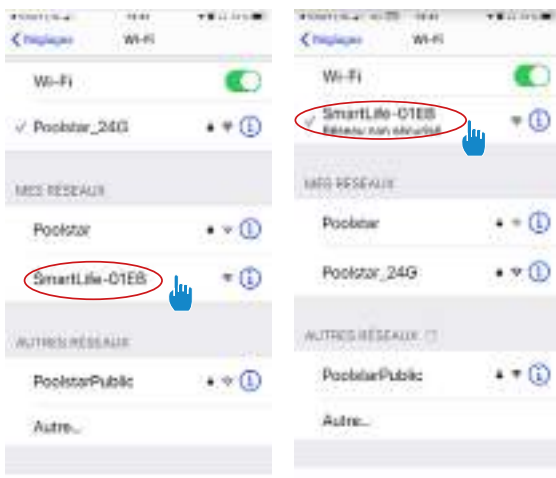 Réglages
Wi-Fi
Wi-Fi
Poolstar_24G
MES RÉSEAUX
Poolstar
SmartLife-01EB
AUTRES RÉSEAUX
PoolstarPublic
Autre...
Réglages
Wi-Fi
Wi-Fi
SmartLife-01EB
Réseau non sécurisé
MES RÉSEAUX
Poolstar
Poolstar_24G
AUTRES RÉSEAUX
PoolstarPublic
Autre...